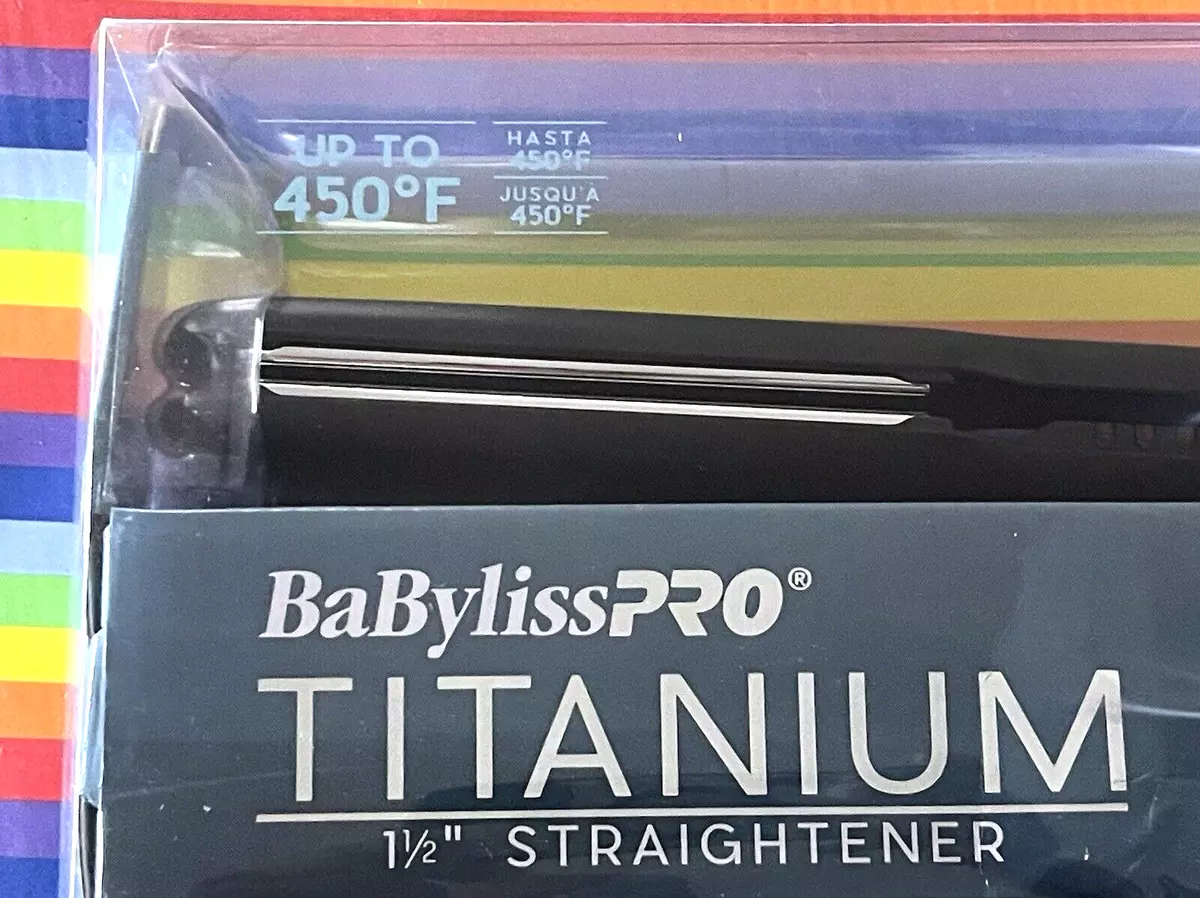 UP TO
450°F
HASTA
450°F
JUSQU'À
450°F
BaBylissPRO®
TITANIUM
1½" STRAIGHTENER